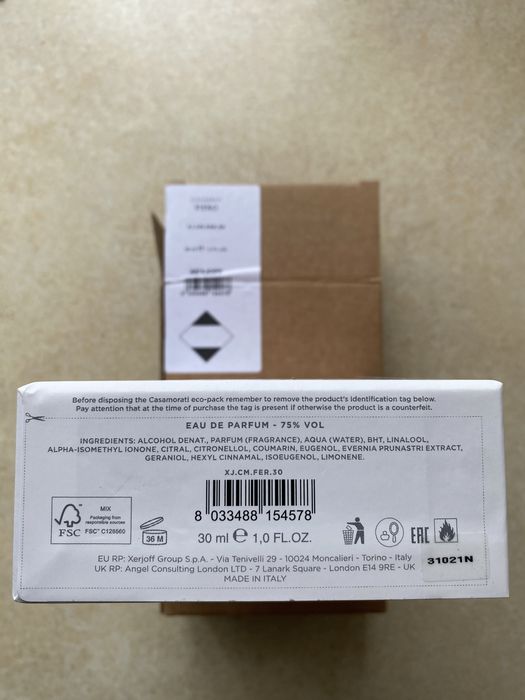 Before disposing the Casamorati eco-pack remember to remove the product's identification tag below.
Pay attention that at the time of purchase the tag is present if otherwise the product is a counterfeit.
EAU DE PARFUM - 75% VOL
INGREDIENTS: ALCOHOL DENAT., PARFUM (FRAGRANCE), AQUA (WATER), BHT, LINALOOL,
ALPHA-ISOMETHYL IONONE, CITRAL, CITRONELLOL, COUMARIN, EUGENOL, EVERNIA PRUNASTRI EXTRACT,
GERANIOL, HEXYL CINNAMAL, ISOEUGENOL, LIMONENE.
XJ.CM.FER.30
8 033488 154578
FSC
MIX
Packaging from
responsible sources
FSC® C128560
36 M
30 ml e 1,0 FL.OZ.
EAC
EU RP: Xerjoff Group S.p.A. - Via Tenivelli 29 - 10024 Moncalieri - Torino - Italy
UK RP: Angel Consulting London LTD - 7 Lanark Square - London E14 9RE - UK
MADE IN ITALY
31021N